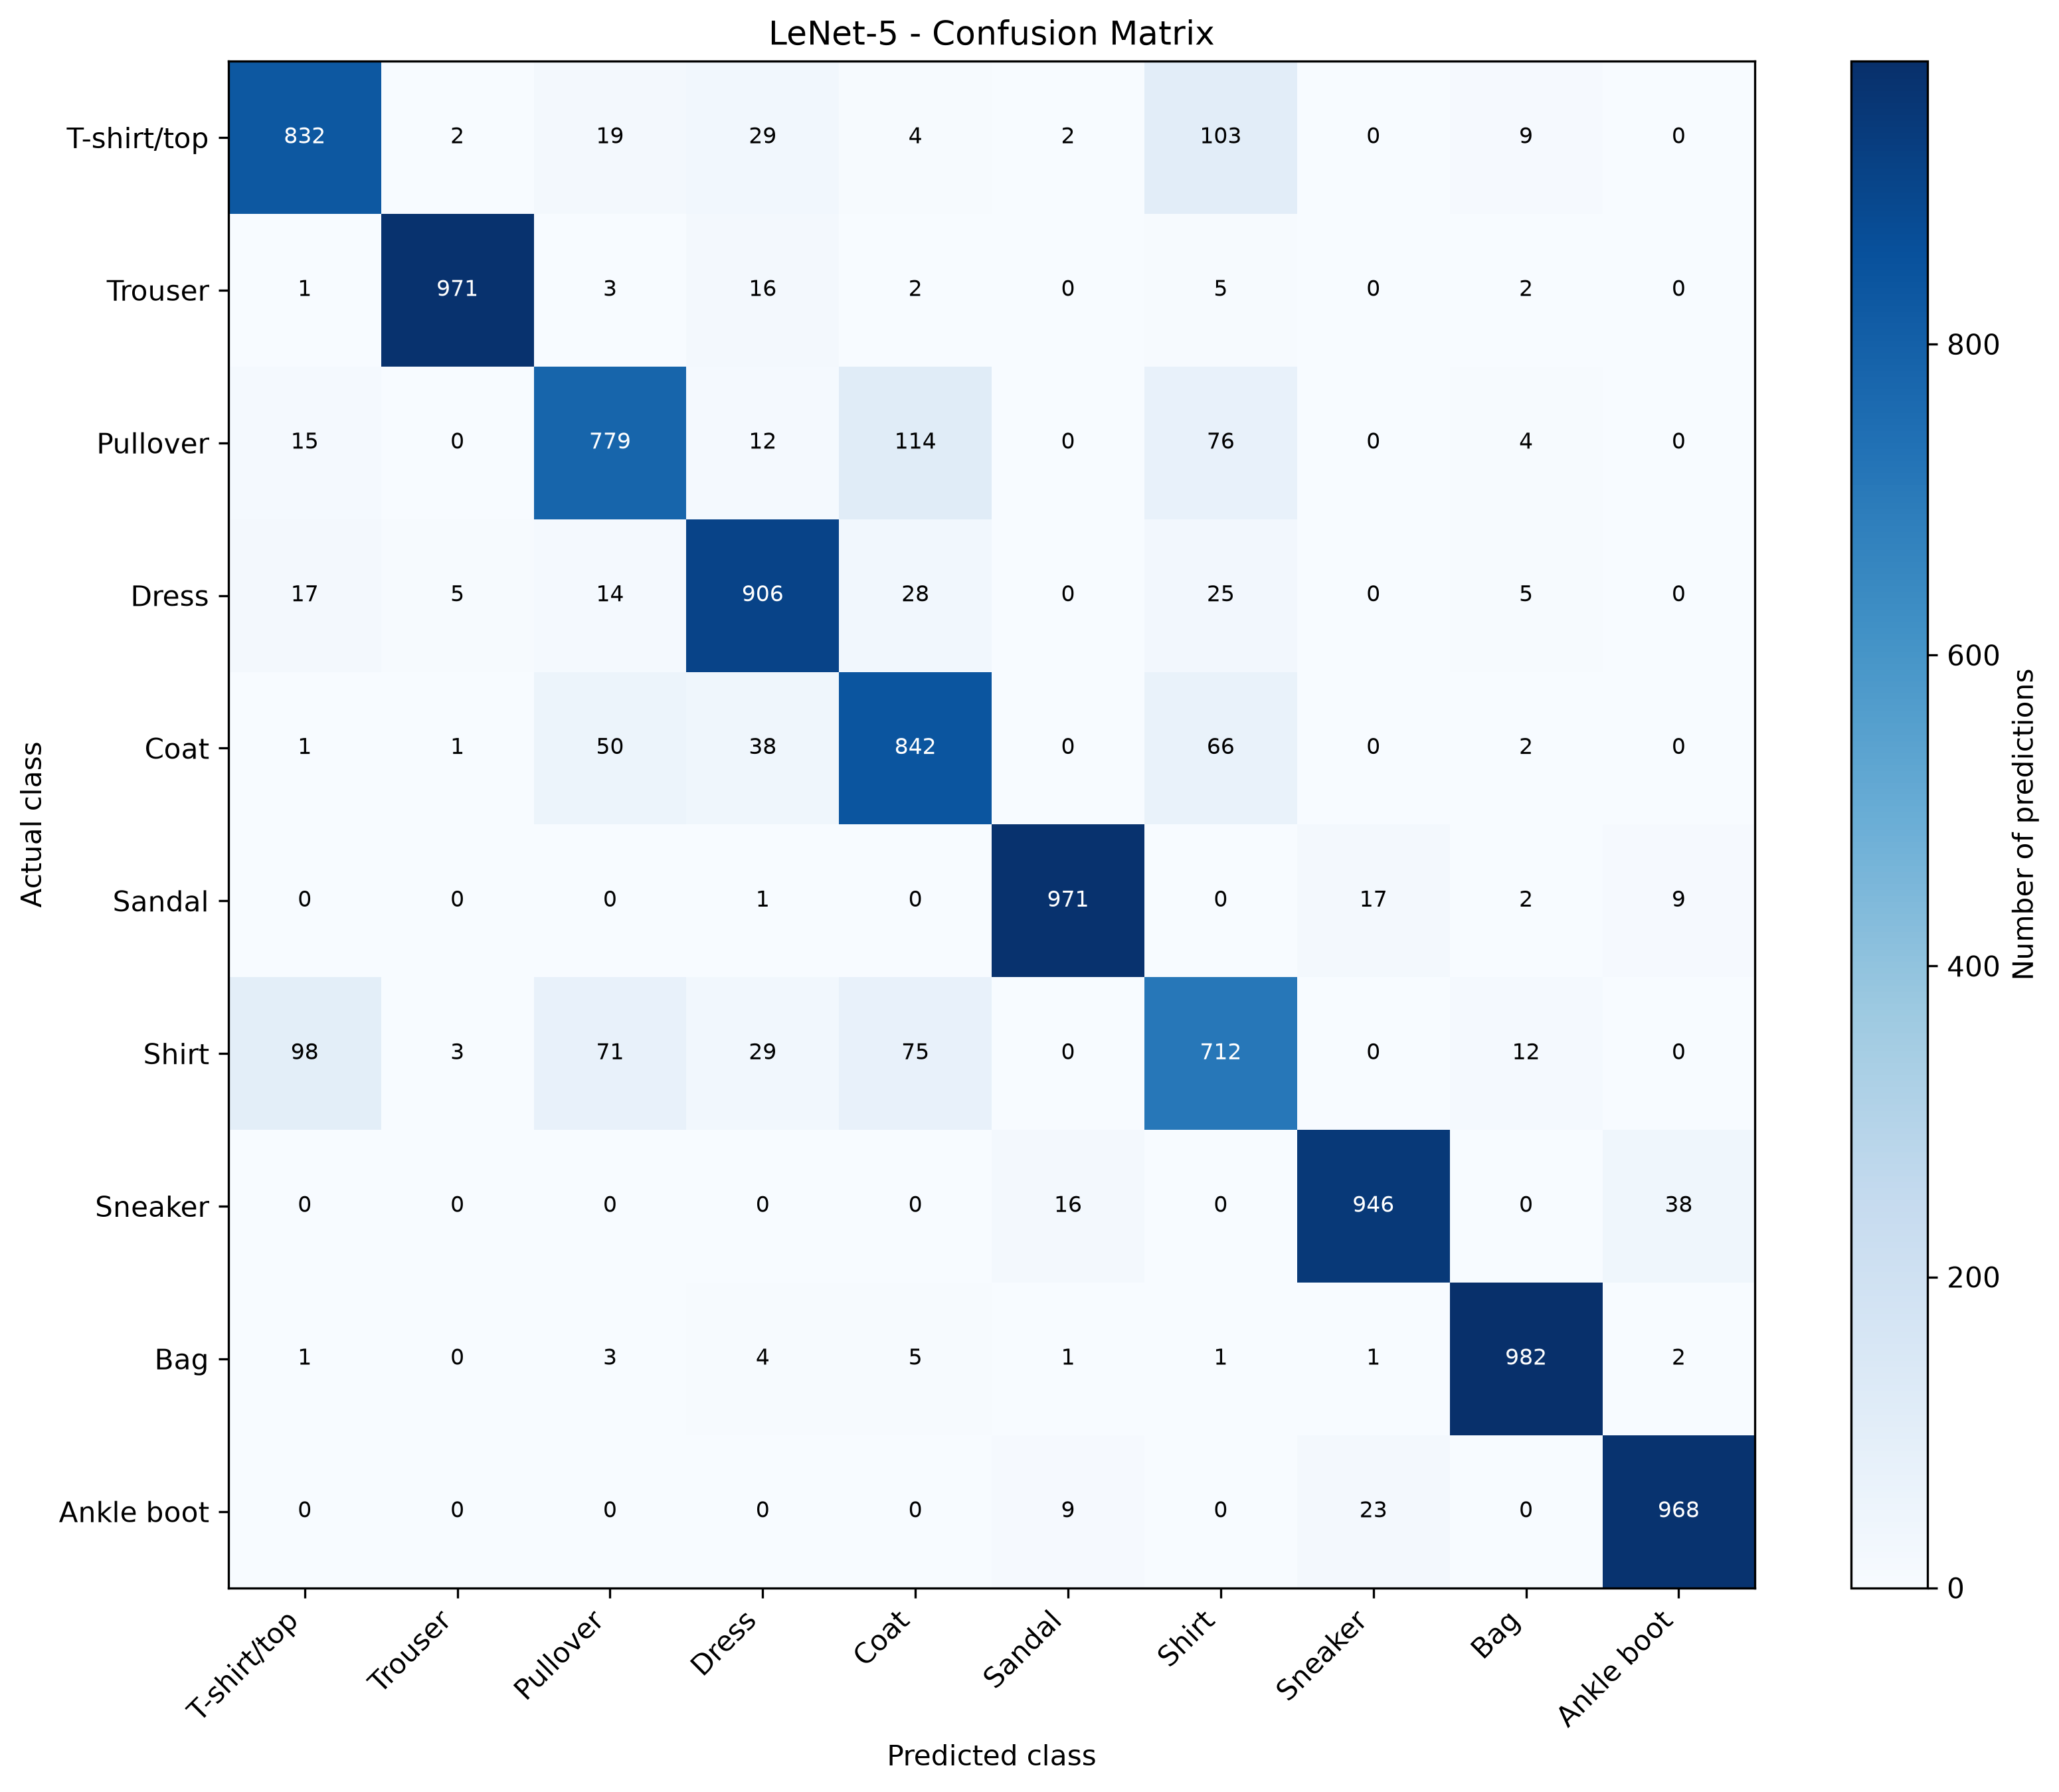 LeNet-5 - Confusion Matrix
T-shirt/top 832 2 19 29 4 2 103 0 9 0
Trouser 1 971 3 16 2 0 5 0 2 0
Pullover 15 0 779 12 114 0 76 0 4 0
Dress 17 5 14 906 28 0 25 0 5 0
Coat 1 1 50 38 842 0 66 0 2 0
Sandal 0 0 0 1 0 971 0 17 2 9
Shirt 98 3 71 29 75 0 712 0 12 0
Sneaker 0 0 0 0 0 16 0 946 0 38
Bag 1 0 3 4 5 1 1 1 982 2
Ankle boot 0 0 0 0 0 9 0 23 0 968
T-shirt/top Trouser Pullover Dress Coat Sandal Shirt Sneaker Bag Ankle boot
Predicted class
Actual class
800
600
400
200
0
Number of predictions